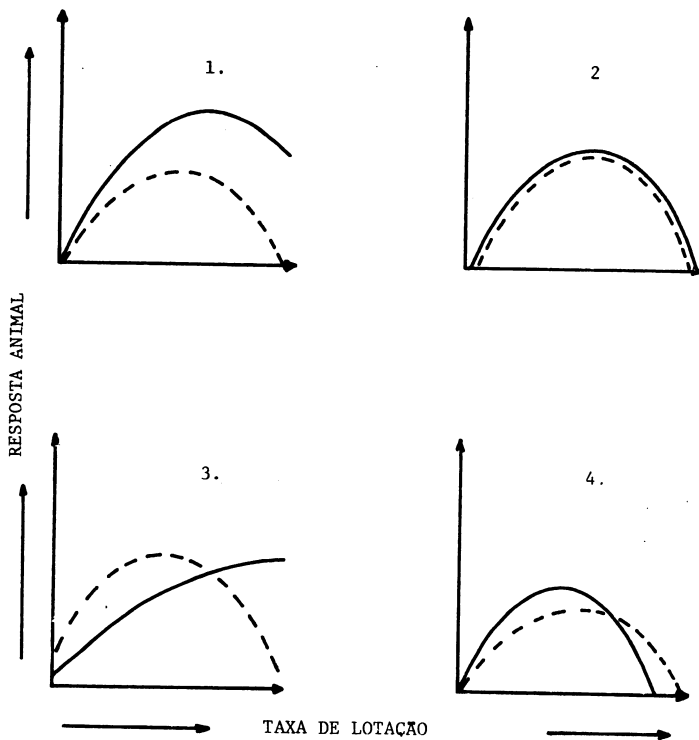 1.
2
RESPOSTA ANIMAL
3.
4.
TAXA DE LOTAÇÃO